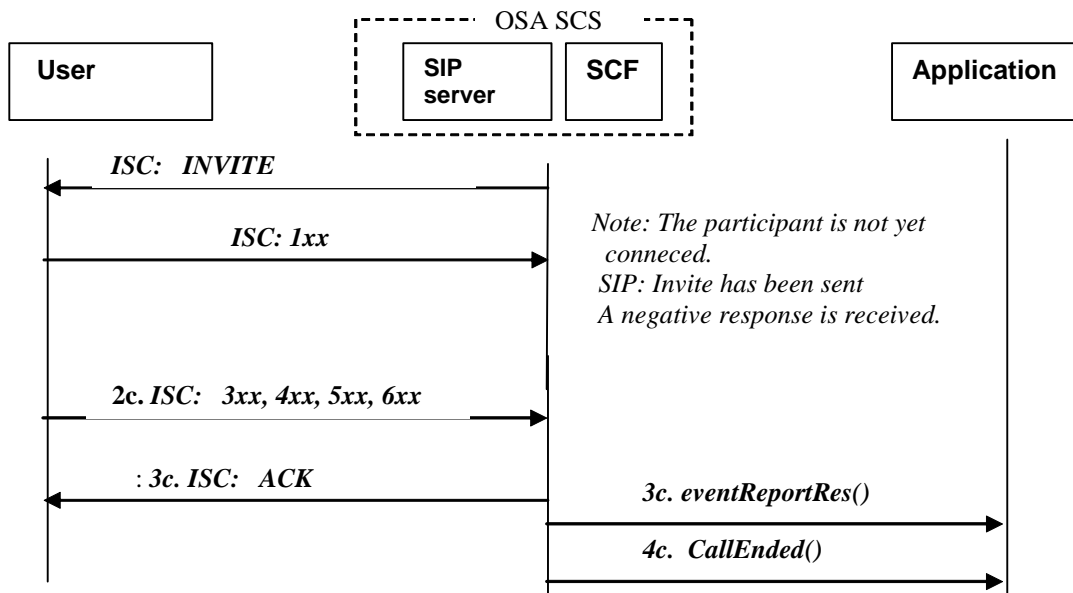 OSA SCS
User
SIP
server
SCF
Application
ISC: INVITE
ISC: 1xx
Note: The participant is not yet
conneced.
SIP: Invite has been sent
A negative response is received.
2c. ISC: 3xx, 4xx, 5xx, 6xx
: 3c. ISC: ACK
3c. eventReportRes()
4c. CallEnded()